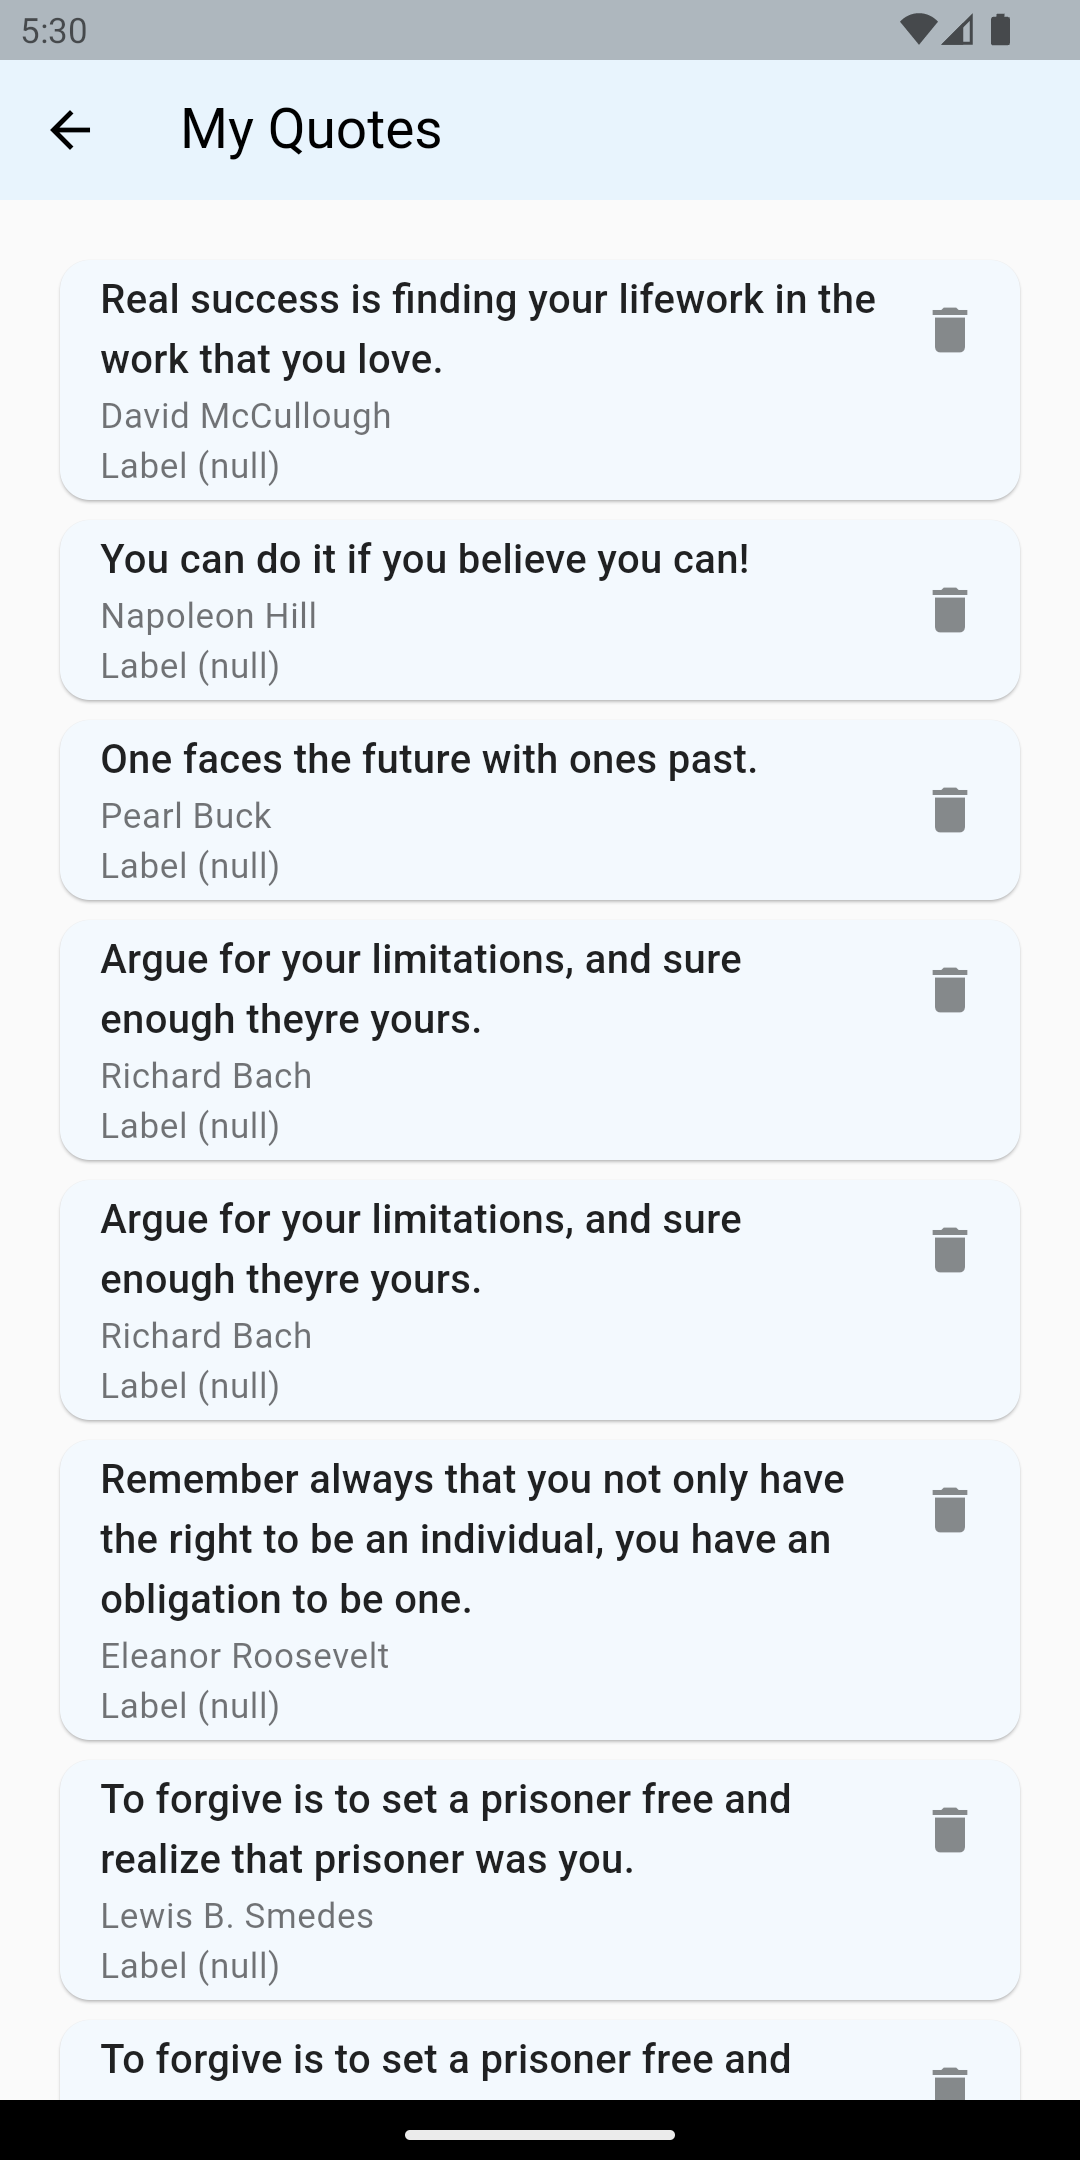 5:30
My Quotes
Real success is finding your lifework in the
work that you love.
David McCullough
Label (null)
You can do it if you believe you can!
Napoleon Hill
Label (null)
One faces the future with ones past.
Pearl Buck
Label (null)
Argue for your limitations, and sure
enough theyre yours.
Richard Bach
Label (null)
Argue for your limitations, and sure
enough theyre yours.
Richard Bach
Label (null)
Remember always that you not only have
the right to be an individual, you have an
obligation to be one.
Eleanor Roosevelt
Label (null)
To forgive is to set a prisoner free and
realize that prisoner was you.
Lewis B. Smedes
Label (null)
To forgive is to set a prisoner free and